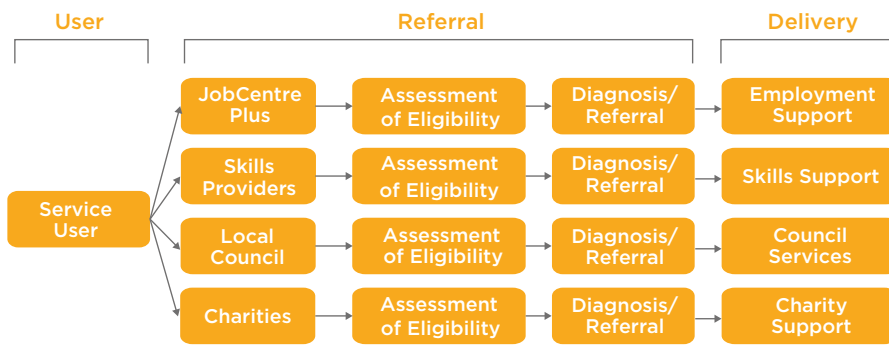 User
Referral
Delivery
JobCentre
Plus
Assessment
of Eligibility
Diagnosis/
Referral
Employment
Support
Skills
Providers
Assessment
of Eligibility
Diagnosis/
Referral
Skills Support
Service
User
Local
Council
Assessment
of Eligibility
Diagnosis/
Referral
Council
Services
Charities
Assessment
of Eligibility
Diagnosis/
Referral
Charity
Support